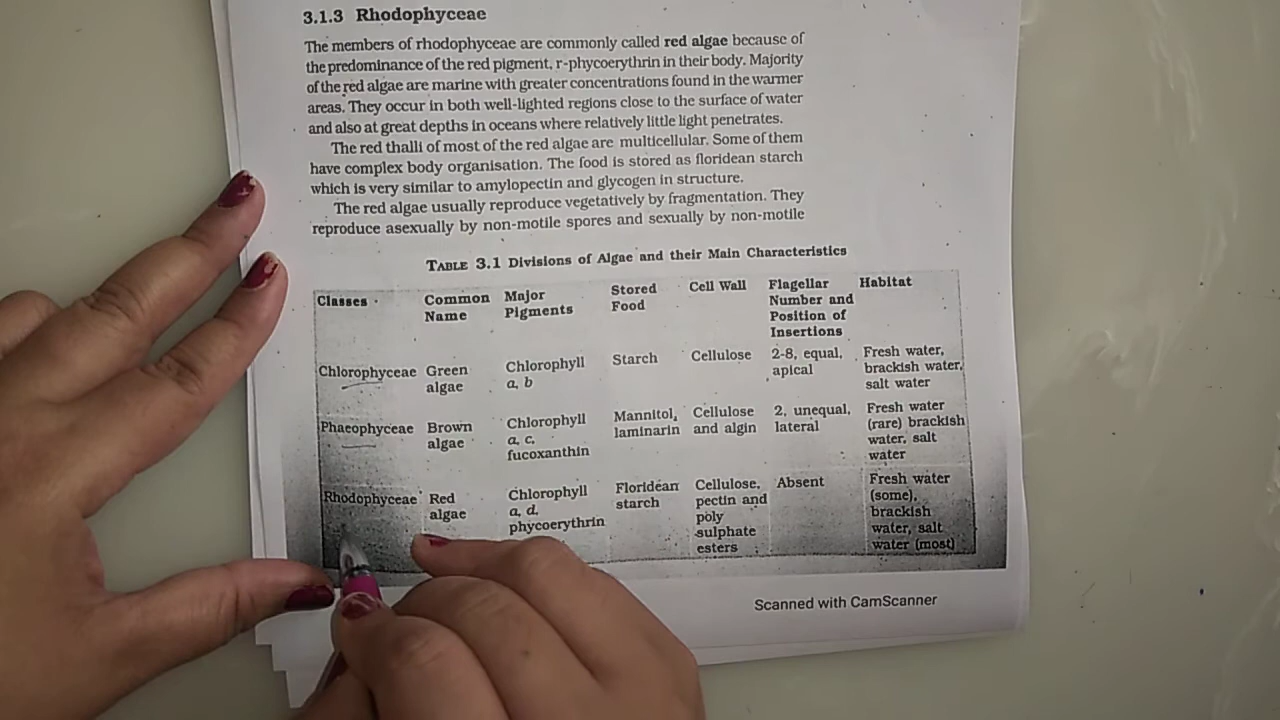 3.1.3 Rhodophyceae
The members of rhodophyceae are commonly called red algae because of
the predominance of the red pigment, r-phycoerythrin in their body. Majority
of the red algae are marine with greater concentrations found in the warmer
areas. They occur in both well-lighted regions close to the surface of water
and also at great depths in oceans where relatively little light penetrates.
The red thalli of most of the red algae are multicellular. Some of them
have complex body organisation. The food is stored as floridean starch
which is very similar to amylopectin and glycogen in structure.
The red algae usually reproduce vegetatively by fragmentation. They
reproduce asexually by non-motile spores and sexually by non-motile
TABLE 3.1 Divisions of Algae and their Main Characteristics
Classes
Common
Name
Major
Pigments
Stored
Food
Cell Wall
Flagellar
Number and
Position of
Insertions
Habitat
Chlorophyceae
Green
algae
Chlorophyll
a, b
Starch
Cellulose
2-8, equal,
apical
Fresh water,
brackish water,
salt water
Phaeophyceae
Brown
algae
Chlorophyll
a, c,
fucoxanthin
Mannitol,
laminarin
Cellulose
and algin
2, unequal,
lateral
Fresh water
(rare) brackish
water, salt
water
Rhodophyceae
Red
algae
Chlorophyll
a, d,
phycoerythrin
Floridean
starch
Cellulose,
pectin and
poly
sulphate
esters
Absent
Fresh water
(some),
brackish
water, salt
water (most)
Scanned with CamScanner